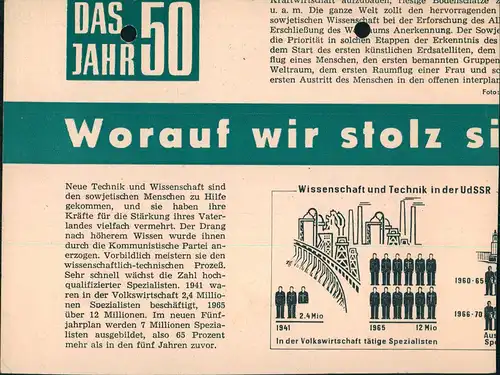 DAS
JAHR 50
Kraftwirtschaft aufzubauen, riesige Bodenschätze
u. a. m. Die ganze Welt zollt den hervorragenden
sowjetischen Wissenschaft bei der Erforschung des All
Erschließung des Anerkennung. Der Sowje
die Priorität in solchen Etappen der Erkenntnis des
dem Start des ersten künstlichen Erdsatelliten, dem
flug eines Menschen, den ersten bemannten Gruppen
Weltraum, dem ersten Raumflug einer Frau und so
ersten Austritt des Menschen in den offenen interplan
Foto:
Worauf wir stolz si
Neue Technik und Wissenschaft sind
den sowjetischen Menschen zu Hilfe
gekommen, und sie haben ihre
Kräfte für die Stärkung ihres Vater-
landes vielfach vermehrt. Der Drang
nach höherem Wissen wurde ihnen
durch die Kommunistische Partei an-
erzogen. Vorbildlich meistern sie den
wissenschaftlich-technischen Prozeß.
Sehr schnell wächst die Zahl hoch-
qualifizierter Spezialisten. 1941 wa-
ren in der Volkswirtschaft 2,4 Millio-
nen Spezialisten beschäftigt, 1965
über 12 Millionen. Im neuen Fünf-
jahrplan werden 7 Millionen Spezia-
listen ausgebildet, also 65 Prozent
mehr als in den fünf Jahren zuvor.
Wissenschaft und Technik in der UdSSR
1960-65
1966-70
2,4 Mio
1941 1965 12 Mio
In der Volkswirtschaft tätige Spezialisten
Aus
Spe